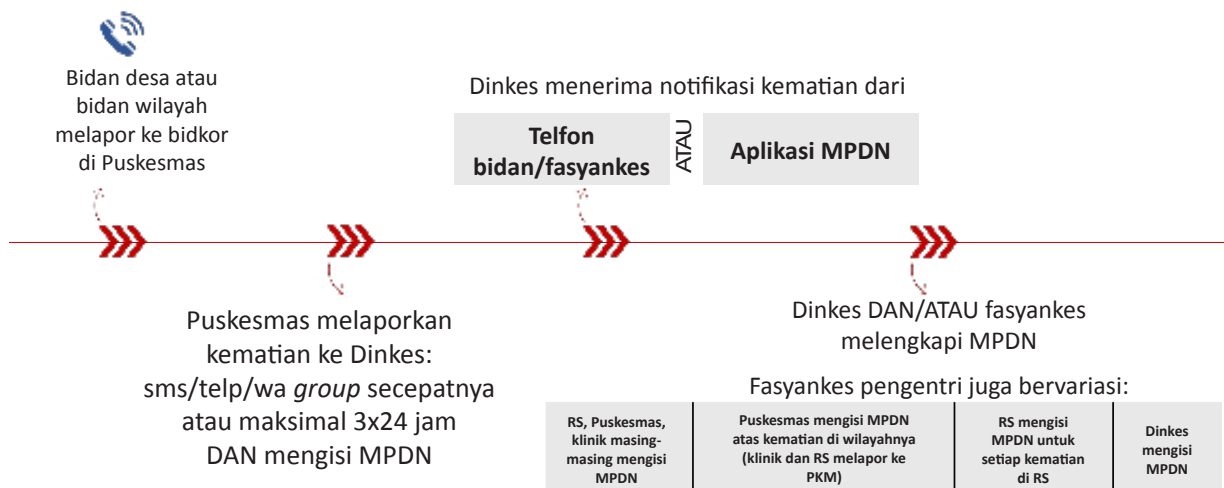 Bidan desa atau
bidan wilayah
melapor ke bidkor
di Puskesmas
Puskesmas melaporkan
kematian ke Dinkes:
sms/telp/wa group secepatnya
atau maksimal 3x24 jam
DAN mengisi MPDN
Dinkes menerima notifikasi kematian dari
Telfon
bidan/fasyankes
ATAU
Aplikasi MPDN
Dinkes DAN/ATAU fasyankes
melengkapi MPDN
Fasyankes pengentri juga bervariasi:
RS, Puskesmas,
klinik masing-
masing mengisi
MPDN
Puskesmas mengisi MPDN
atas kematian di wilayahnya
(klinik dan RS melapor ke
PKM)
RS mengisi
MPDN untuk
setiap kematian
di RS
Dinkes
mengisi
MPDN